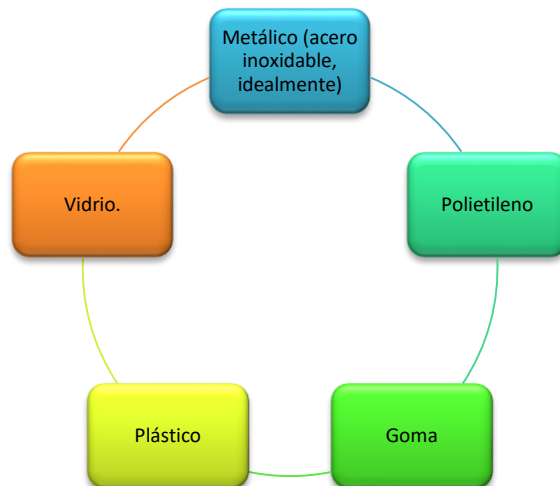 Metálico (acero
inoxidable,
idealmente)
Polietileno
Goma
Plástico
Vidrio.